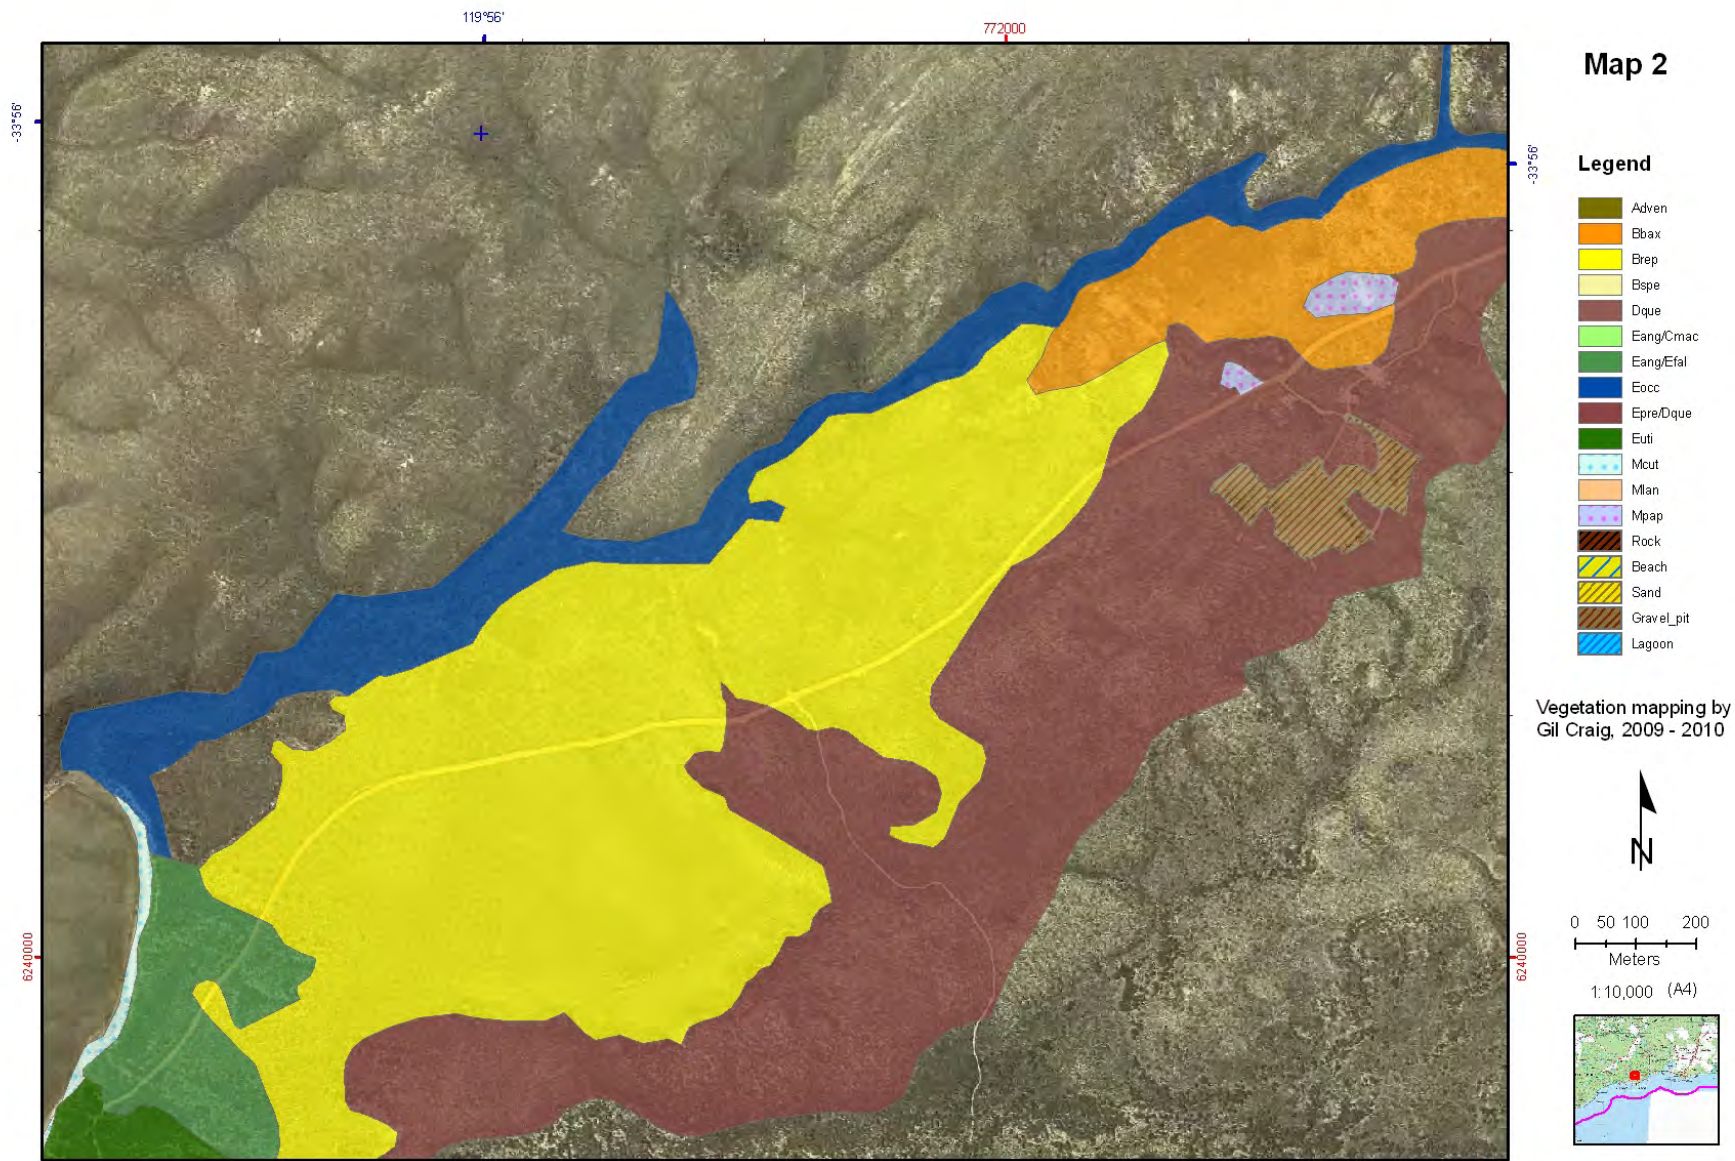 119°56'
772000
Map 2
-33°56'
-33°56'
Legend
Adven
Bbax
Brep
Bspe
Dque
Eang/Cmac
Eang/Efal
Eocc
Epre/Dque
Euti
Mcut
Mlan
Mpap
Rock
Beach
Sand
Gravel_pit
Lagoon
Vegetation mapping by
Gil Craig, 2009 - 2010
N
0 50 100 200
Meters
6240000
6240000
1:10,000 (A4)